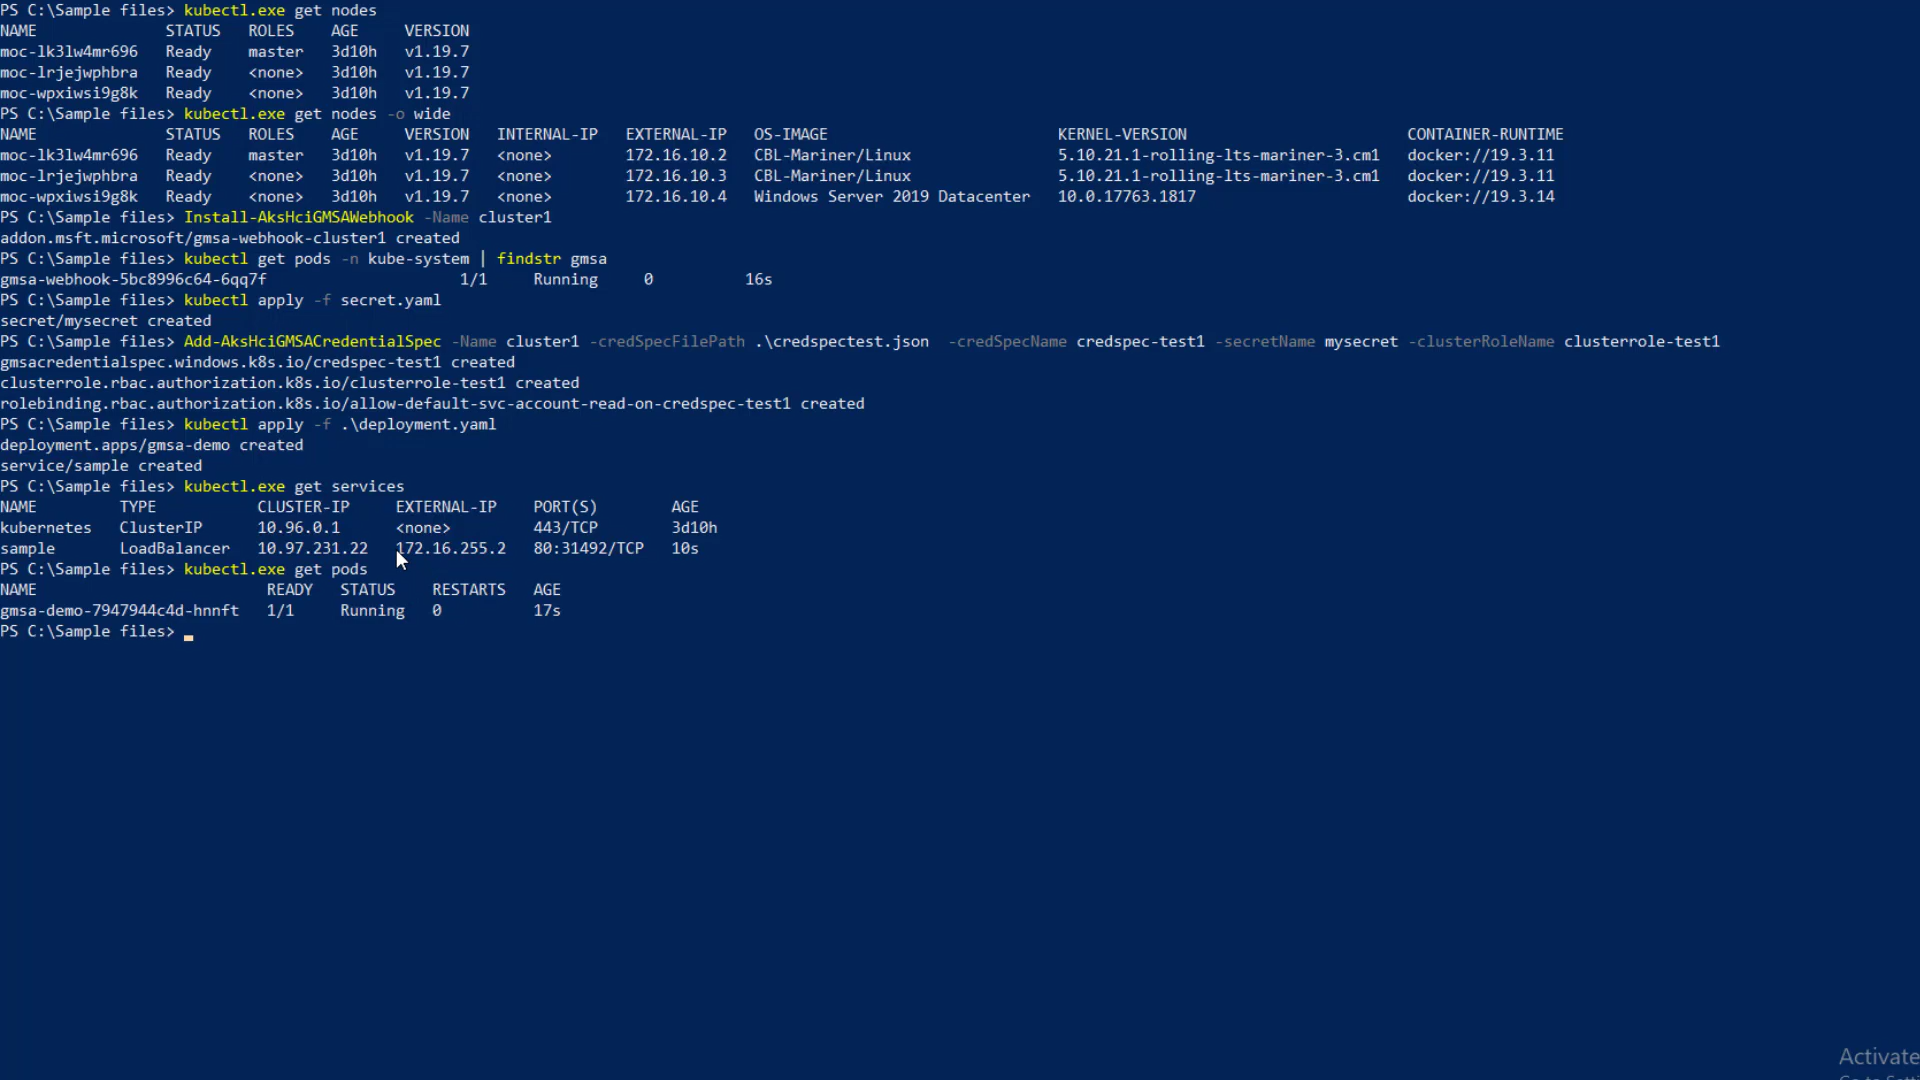 PS C:\Sample files> kubectl.exe get nodes
NAME STATUS ROLES AGE VERSION
moc-lk3lw4mr696 Ready master 3d10h v1.19.7
moc-lrjejwphbra Ready <none> 3d10h v1.19.7
moc-wpxiwsi9g8k Ready <none> 3d10h v1.19.7
PS C:\Sample files> kubectl.exe get nodes -o wide
NAME STATUS ROLES AGE VERSION INTERNAL-IP EXTERNAL-IP OS-IMAGE KERNEL-VERSION CONTAINER-RUNTIME
moc-lk3lw4mr696 Ready master 3d10h v1.19.7 <none> 172.16.10.2 CBL-Mariner/Linux 5.10.21.1-rolling-lts-mariner-3.cm1 docker://19.3.11
moc-lrjejwphbra Ready <none> 3d10h v1.19.7 <none> 172.16.10.3 CBL-Mariner/Linux 5.10.21.1-rolling-lts-mariner-3.cm1 docker://19.3.11
moc-wpxiwsi9g8k Ready <none> 3d10h v1.19.7 <none> 172.16.10.4 Windows Server 2019 Datacenter 10.0.17763.1817 docker://19.3.14
PS C:\Sample files> Install-AksHciGMSAWebhook -Name cluster1
addon.msft.microsoft/gmsa-webhook-cluster1 created
PS C:\Sample files> kubectl get pods -n kube-system | findstr gmsa
gmsa-webhook-5bc8996c64-6qq7f 1/1 Running 0 16s
PS C:\Sample files> kubectl apply -f secret.yaml
secret/mysecret created
PS C:\Sample files> Add-AksHciGMSACredentialSpec -Name cluster1 -credSpecFilePath .\credspectest.json -credSpecName credspec-test1 -secretName mysecret -clusterRoleName clusterrole-test1
gmsacredentialspec.windows.k8s.io/credspec-test1 created
clusterrole.rbac.authorization.k8s.io/clusterrole-test1 created
rolebinding.rbac.authorization.k8s.io/allow-default-svc-account-read-on-credspec-test1 created
PS C:\Sample files> kubectl apply -f .\deployment.yaml
deployment.apps/gmsa-demo created
service/sample created
PS C:\Sample files> kubectl.exe get services
NAME TYPE CLUSTER-IP EXTERNAL-IP PORT(S) AGE
kubernetes ClusterIP 10.96.0.1 <none> 443/TCP 3d10h
sample LoadBalancer 10.97.231.22 172.16.255.2 80:31492/TCP 10s
PS C:\Sample files> kubectl.exe get pods
NAME READY STATUS RESTARTS AGE
gmsa-demo-7947944c4d-hnnft 1/1 Running 0 17s
PS C:\Sample files>
Activate